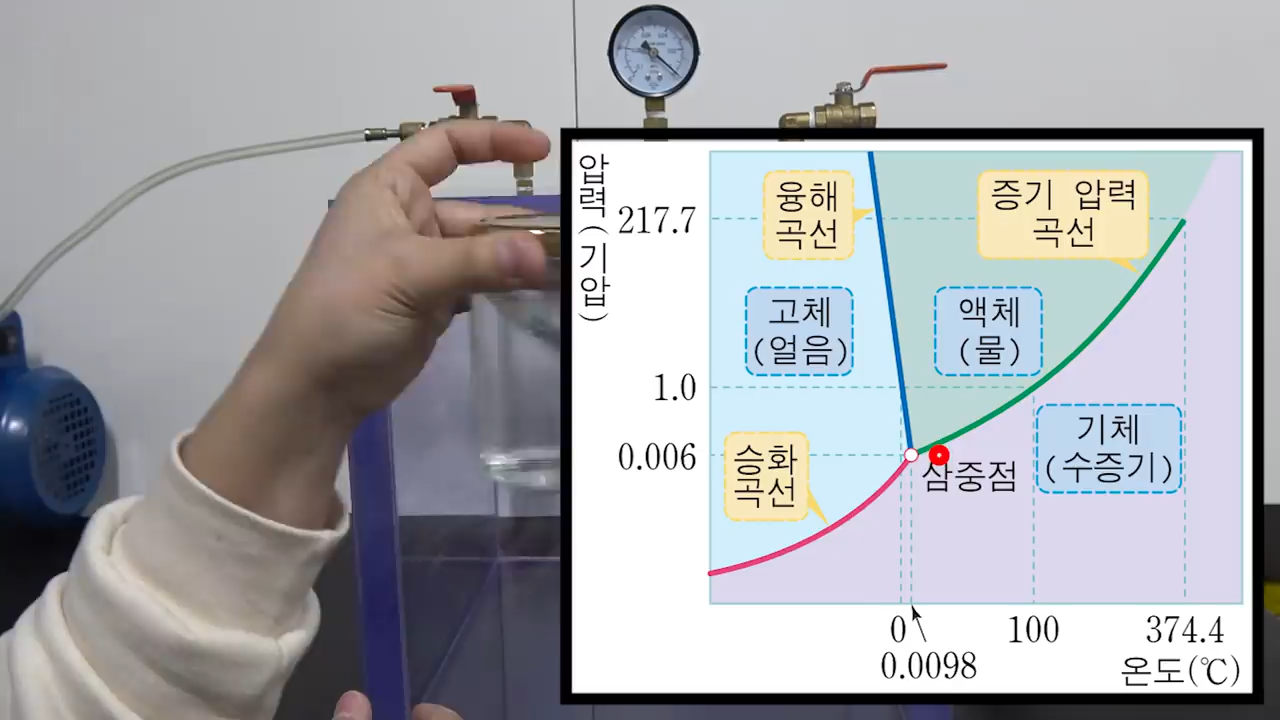 압력(기압)
217.7
1.0
0.006
융해
곡선
증기 압력
곡선
고체
(얼음)
액체
(물)
기체
(수증기)
승화
곡선
삼중점
0
100
374.4
0.0098
온도(℃)